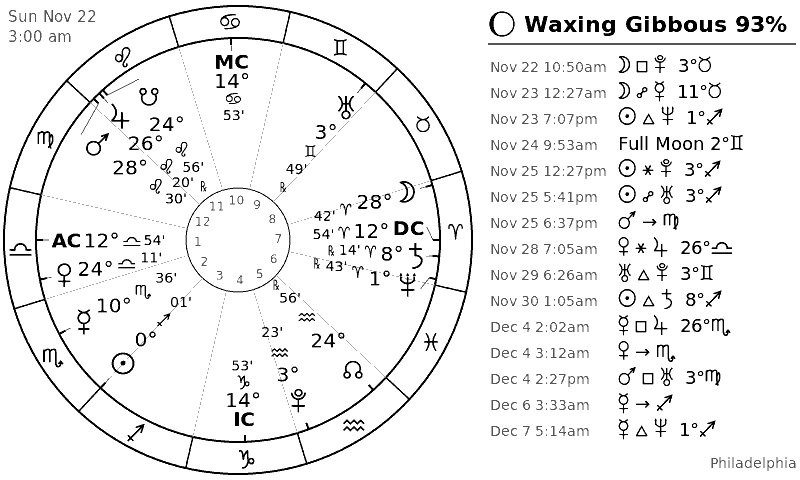 Sun Nov 22
3:00 am
♋ ♊ ♉ ♈ ♓ ♒ ♑ ♐ ♏ ♎ ♍ ♌
MC
14°
♋
53'
♅ 3° ♊ 49' ℞
☽ 28° ♈ 42'
DC 12° ♈ 54'
♄ 8° ♈ 14' ℞
♆ 1° ♈ 43' ℞
☊ 24° ♒ 56' ℞
♇ 3° ♒ 23'
53'
♑
14°
IC
☉ 0° ♐ 01'
☿ 10° ♏ 36'
♀ 24° ♎ 11'
AC 12° ♎ 54'
♂ 28° ♌ 30'
♃ 26° ♌ 20'
☋ 24° ♌ 56' ℞
1 2 3 4 5 6 7 8 9 10 11 12
Waxing Gibbous 93%
Nov 22 10:50am ☽ □ ♇ 3°♉
Nov 23 12:27am ☽ ☍ ☿ 11°♉
Nov 23 7:07pm ☉ △ ♆ 1°♐
Nov 24 9:53am Full Moon 2°♊
Nov 25 12:27pm ☉ ⚹ ♇ 3°♐
Nov 25 5:41pm ☉ ☍ ♅ 3°♐
Nov 25 6:37pm ♂ → ♍
Nov 28 7:05am ♀ ⚹ ♃ 26°♎
Nov 29 6:26am ♅ △ ♇ 3°♊
Nov 30 1:05am ☉ △ ♄ 8°♐
Dec 4 2:02am ☿ □ ♃ 26°♏
Dec 4 3:12am ♀ → ♏
Dec 4 2:27pm ♂ □ ♅ 3°♍
Dec 6 3:33am ☿ → ♐
Dec 7 5:14am ☿ △ ♆ 1°♐
Philadelphia